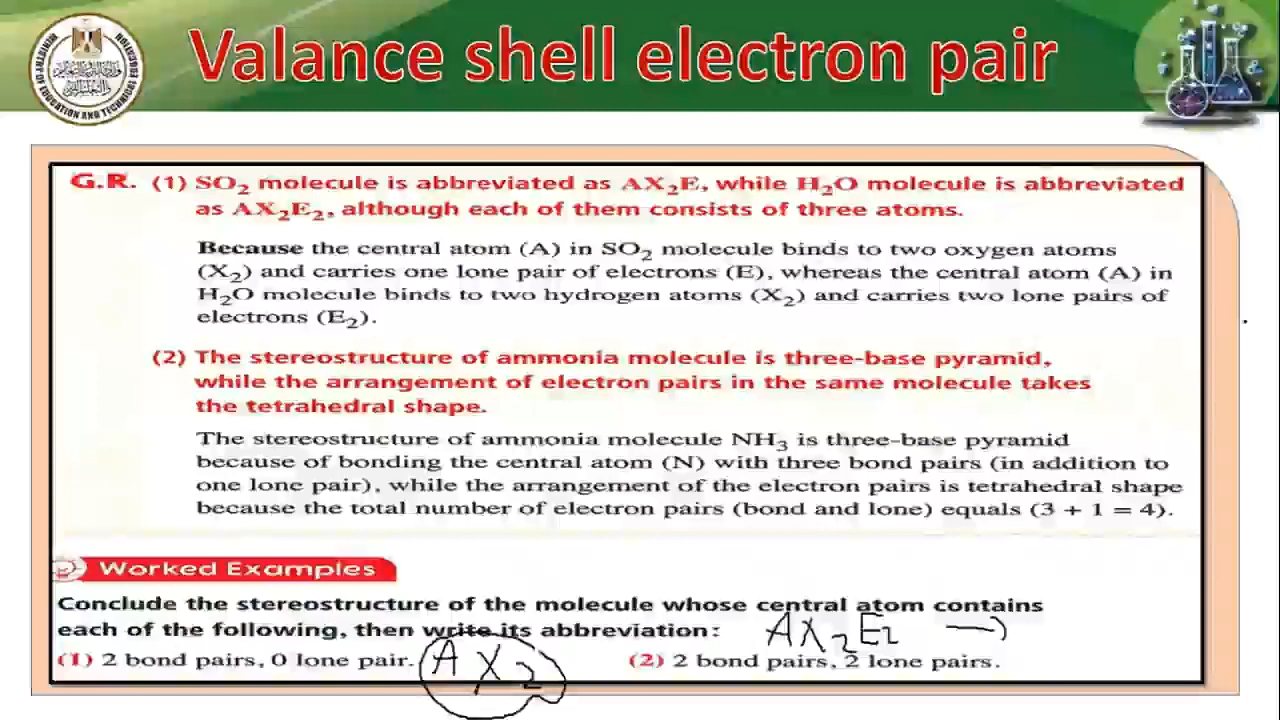 Valance shell electron pair
G.R. (1) SO₂ molecule is abbreviated as AX₂E, while H₂O molecule is abbreviated
as AX₂E₂, although each of them consists of three atoms.
Because the central atom (A) in SO₂ molecule binds to two oxygen atoms
(X₂) and carries one lone pair of electrons (E), whereas the central atom (A) in
H₂O molecule binds to two hydrogen atoms (X₂) and carries two lone pairs of
electrons (E₂).
(2) The stereostructure of ammonia molecule is three-base pyramid,
while the arrangement of electron pairs in the same molecule takes
the tetrahedral shape.
The stereostructure of ammonia molecule NH₃ is three-base pyramid
because of bonding the central atom (N) with three bond pairs (in addition to
one lone pair), while the arrangement of the electron pairs is tetrahedral shape
because the total number of electron pairs (bond and lone) equals (3 + 1 = 4).
Worked Examples
Conclude the stereostructure of the molecule whose central atom contains
each of the following, then write its abbreviation: AX₂E₂ →
(1) 2 bond pairs, 0 lone pair. AX₂ (2) 2 bond pairs, 2 lone pairs.